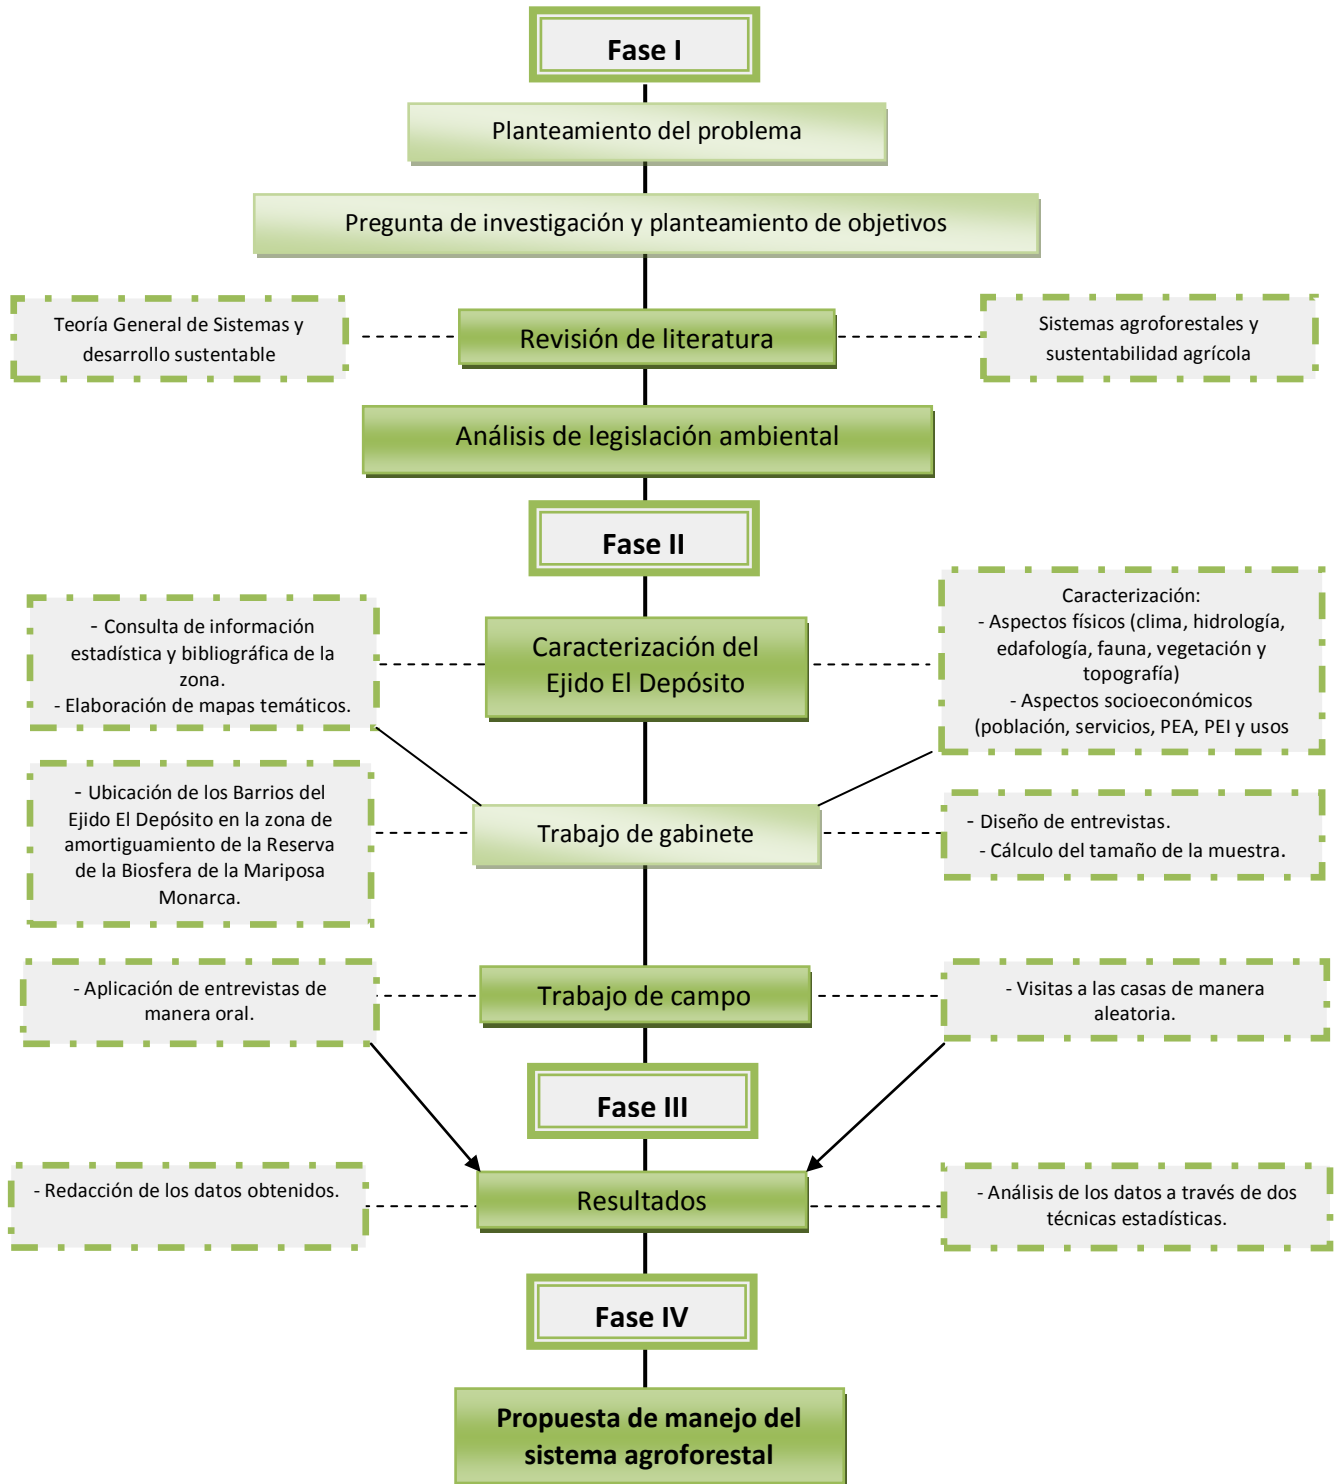 Fase I
Planteamiento del problema
Pregunta de investigación y planteamiento de objetivos
Teoría General de Sistemas y
desarrollo sustentable
Revisión de literatura
Sistemas agroforestales y
sustentabilidad agrícola
Análisis de legislación ambiental
Fase II
- Consulta de información
estadística y bibliográfica de la
zona.
- Elaboración de mapas temáticos.
Caracterización del
Ejido El Depósito
Caracterización:
- Aspectos físicos (clima, hidrología,
edafología, fauna, vegetación y
topografía)
- Aspectos socioeconómicos
(población, servicios, PEA, PEI y usos
- Ubicación de los Barrios del
Ejido El Depósito en la zona de
amortiguamiento de la Reserva
de la Biosfera de la Mariposa
Monarca.
Trabajo de gabinete
- Diseño de entrevistas.
- Cálculo del tamaño de la muestra.
- Aplicación de entrevistas de
manera oral.
Trabajo de campo
- Visitas a las casas de manera
aleatoria.
Fase III
- Redacción de los datos obtenidos.
Resultados
- Análisis de los datos a través de dos
técnicas estadísticas.
Fase IV
Propuesta de manejo del
sistema agroforestal